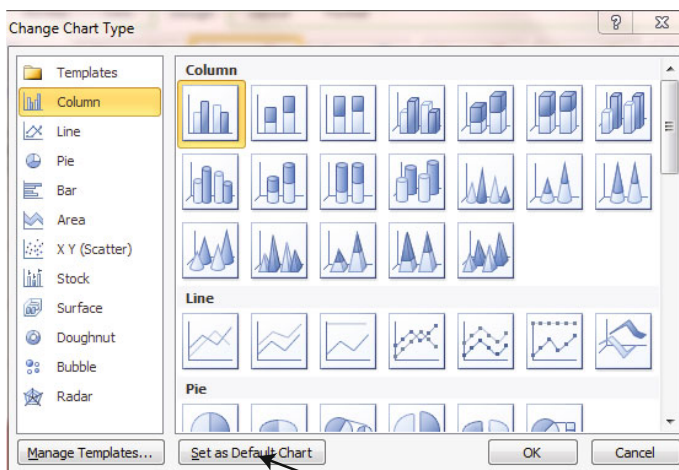 Change Chart Type
Templates
Column
Line
Pie
Bar
Area
X Y (Scatter)
Stock
Surface
Doughnut
Bubble
Radar
Column
Line
Pie
Manage Templates...
Set as Default Chart
OK
Cancel